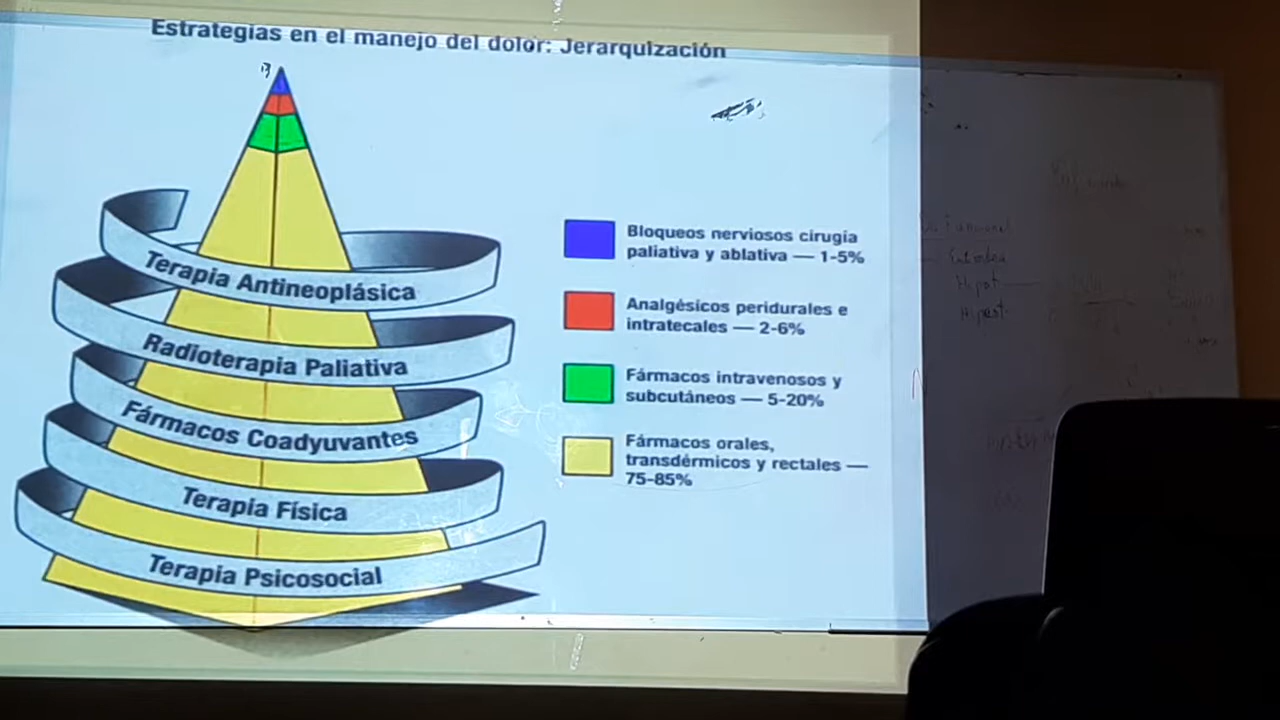 Estrategias en el manejo del dolor: Jerarquización
Terapia Antineoplásica
Radioterapia Paliativa
Fármacos Coadyuvantes
Terapia Física
Terapia Psicosocial
Bloqueos nerviosos cirugía
paliativa y ablativa — 1-5%
Analgésicos peridurales e
intratecales — 2-6%
Fármacos intravenosos y
subcutáneos — 5-20%
Fármacos orales,
transdérmicos y rectales —
75-85%